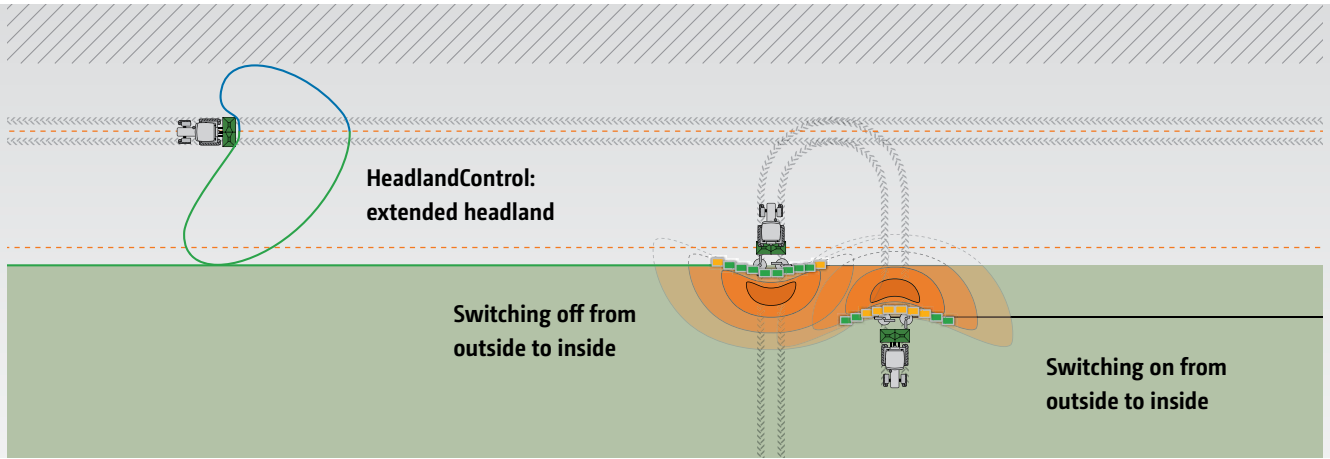 HeadlandControl:
extended headland
Switching off from
outside to inside
Switching on from
outside to inside